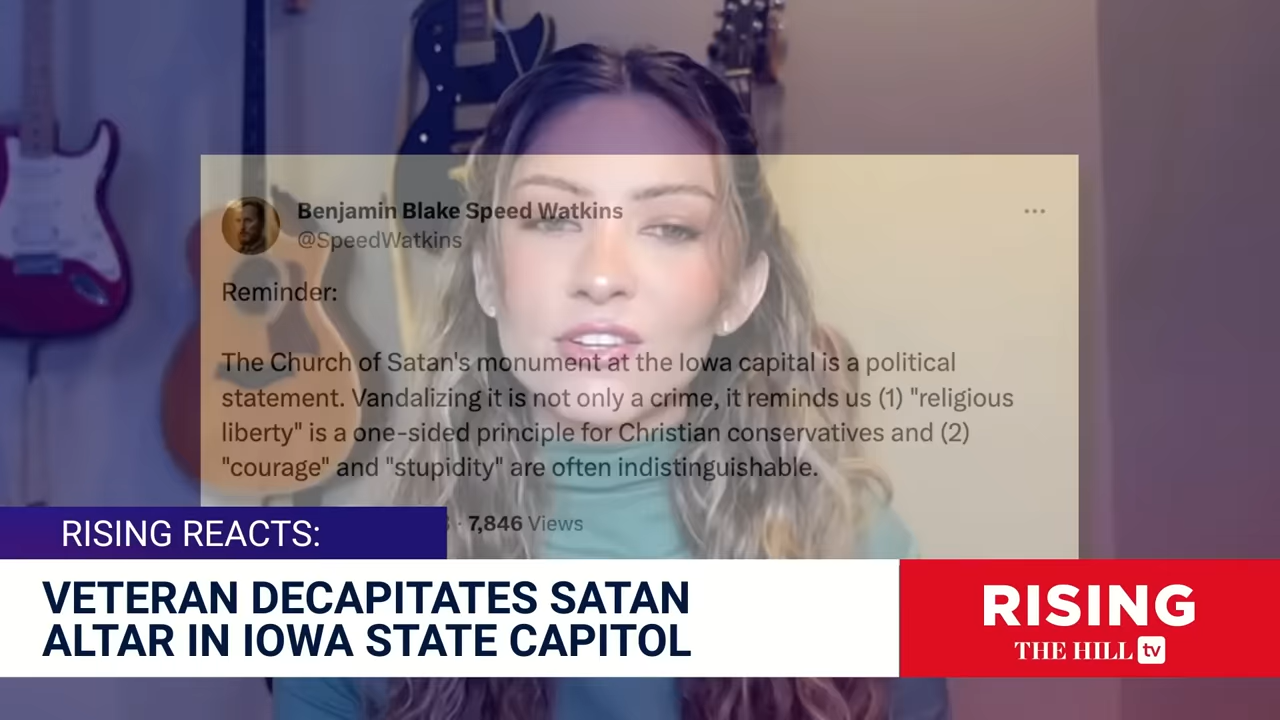 Benjamin Blake Speed Watkins
@SpeedWatkins
Reminder:
The Church of Satan's monument at the Iowa capital is a political
statement. Vandalizing it is not only a crime, it reminds us (1) "religious
liberty" is a one-sided principle for Christian conservatives and (2)
"courage" and "stupidity" are often indistinguishable.
· 7,846 Views
RISING REACTS:
VETERAN DECAPITATES SATAN
ALTAR IN IOWA STATE CAPITOL
RISING
THE HILL tv